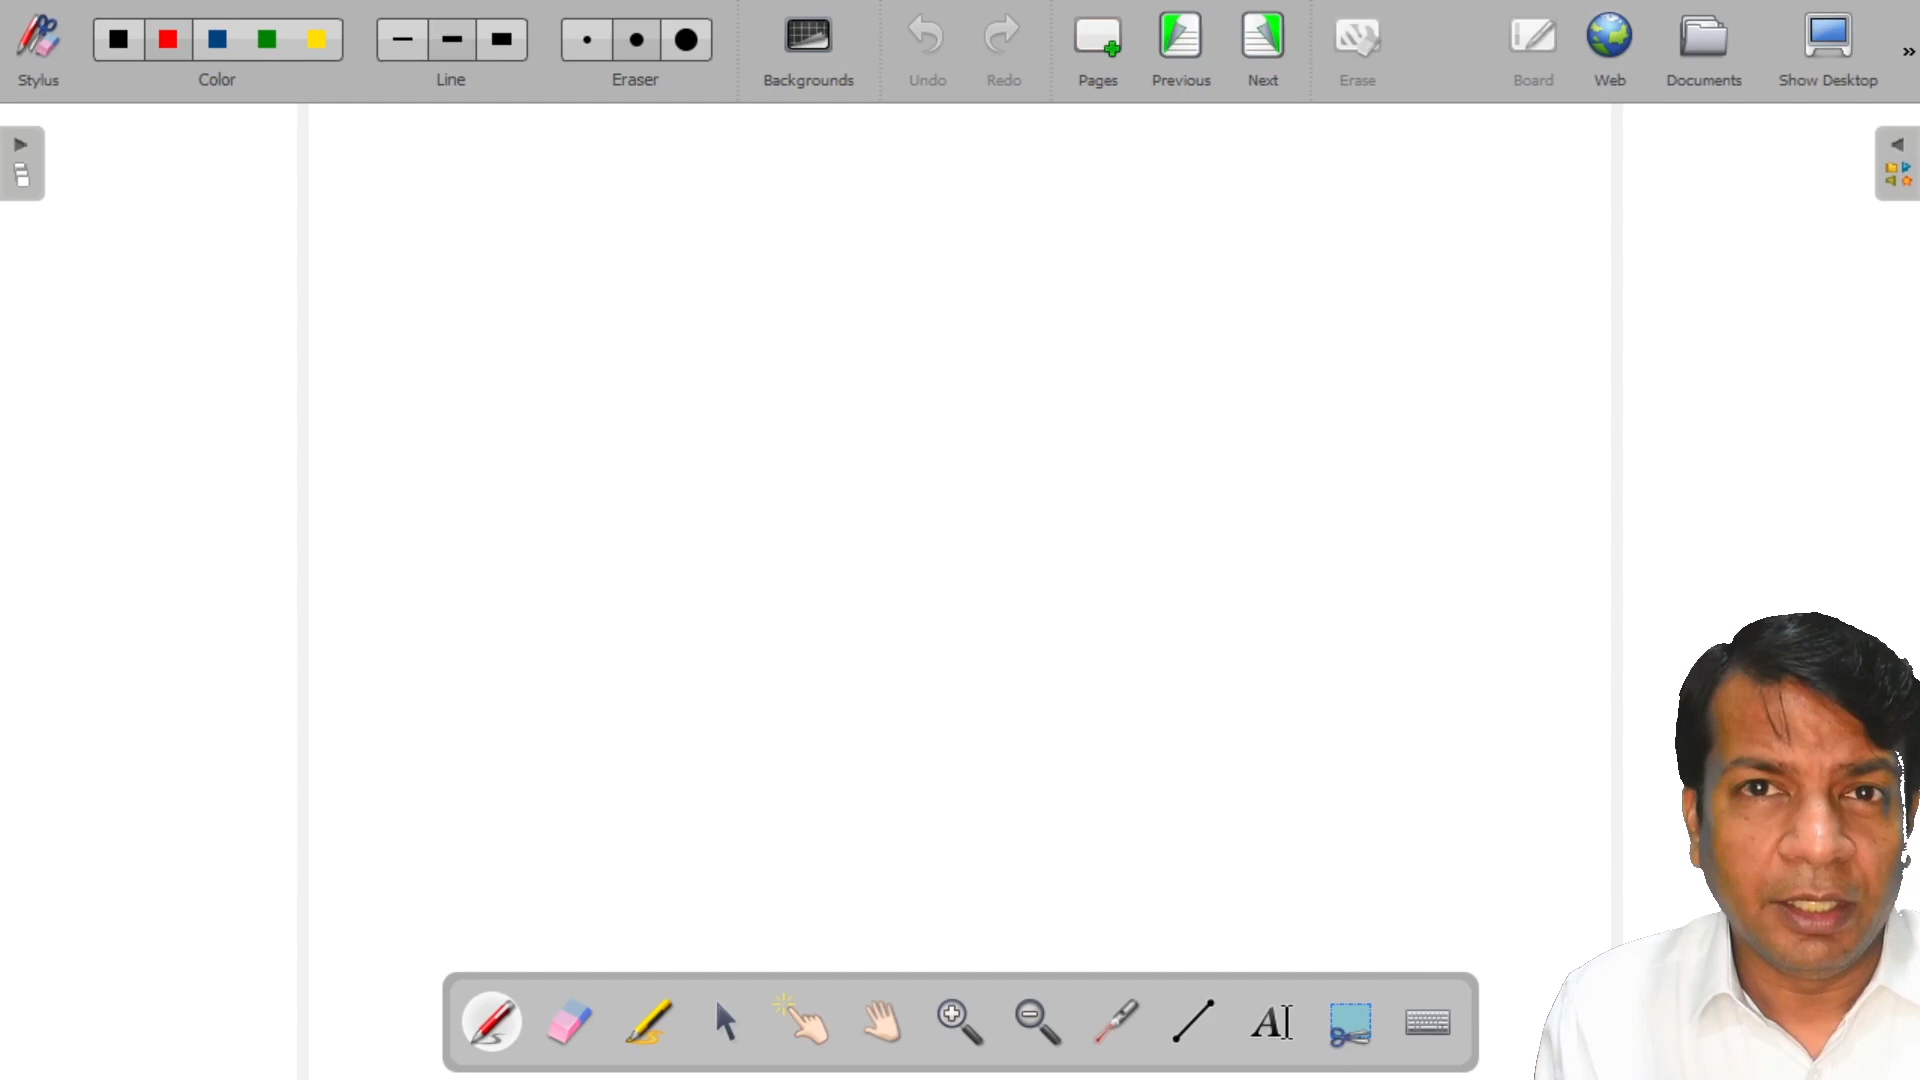 Stylus
Color
Line
Eraser
Backgrounds
Undo
Redo
Pages
Previous
Next
Erase
Board
Web
Documents
Show Desktop
»